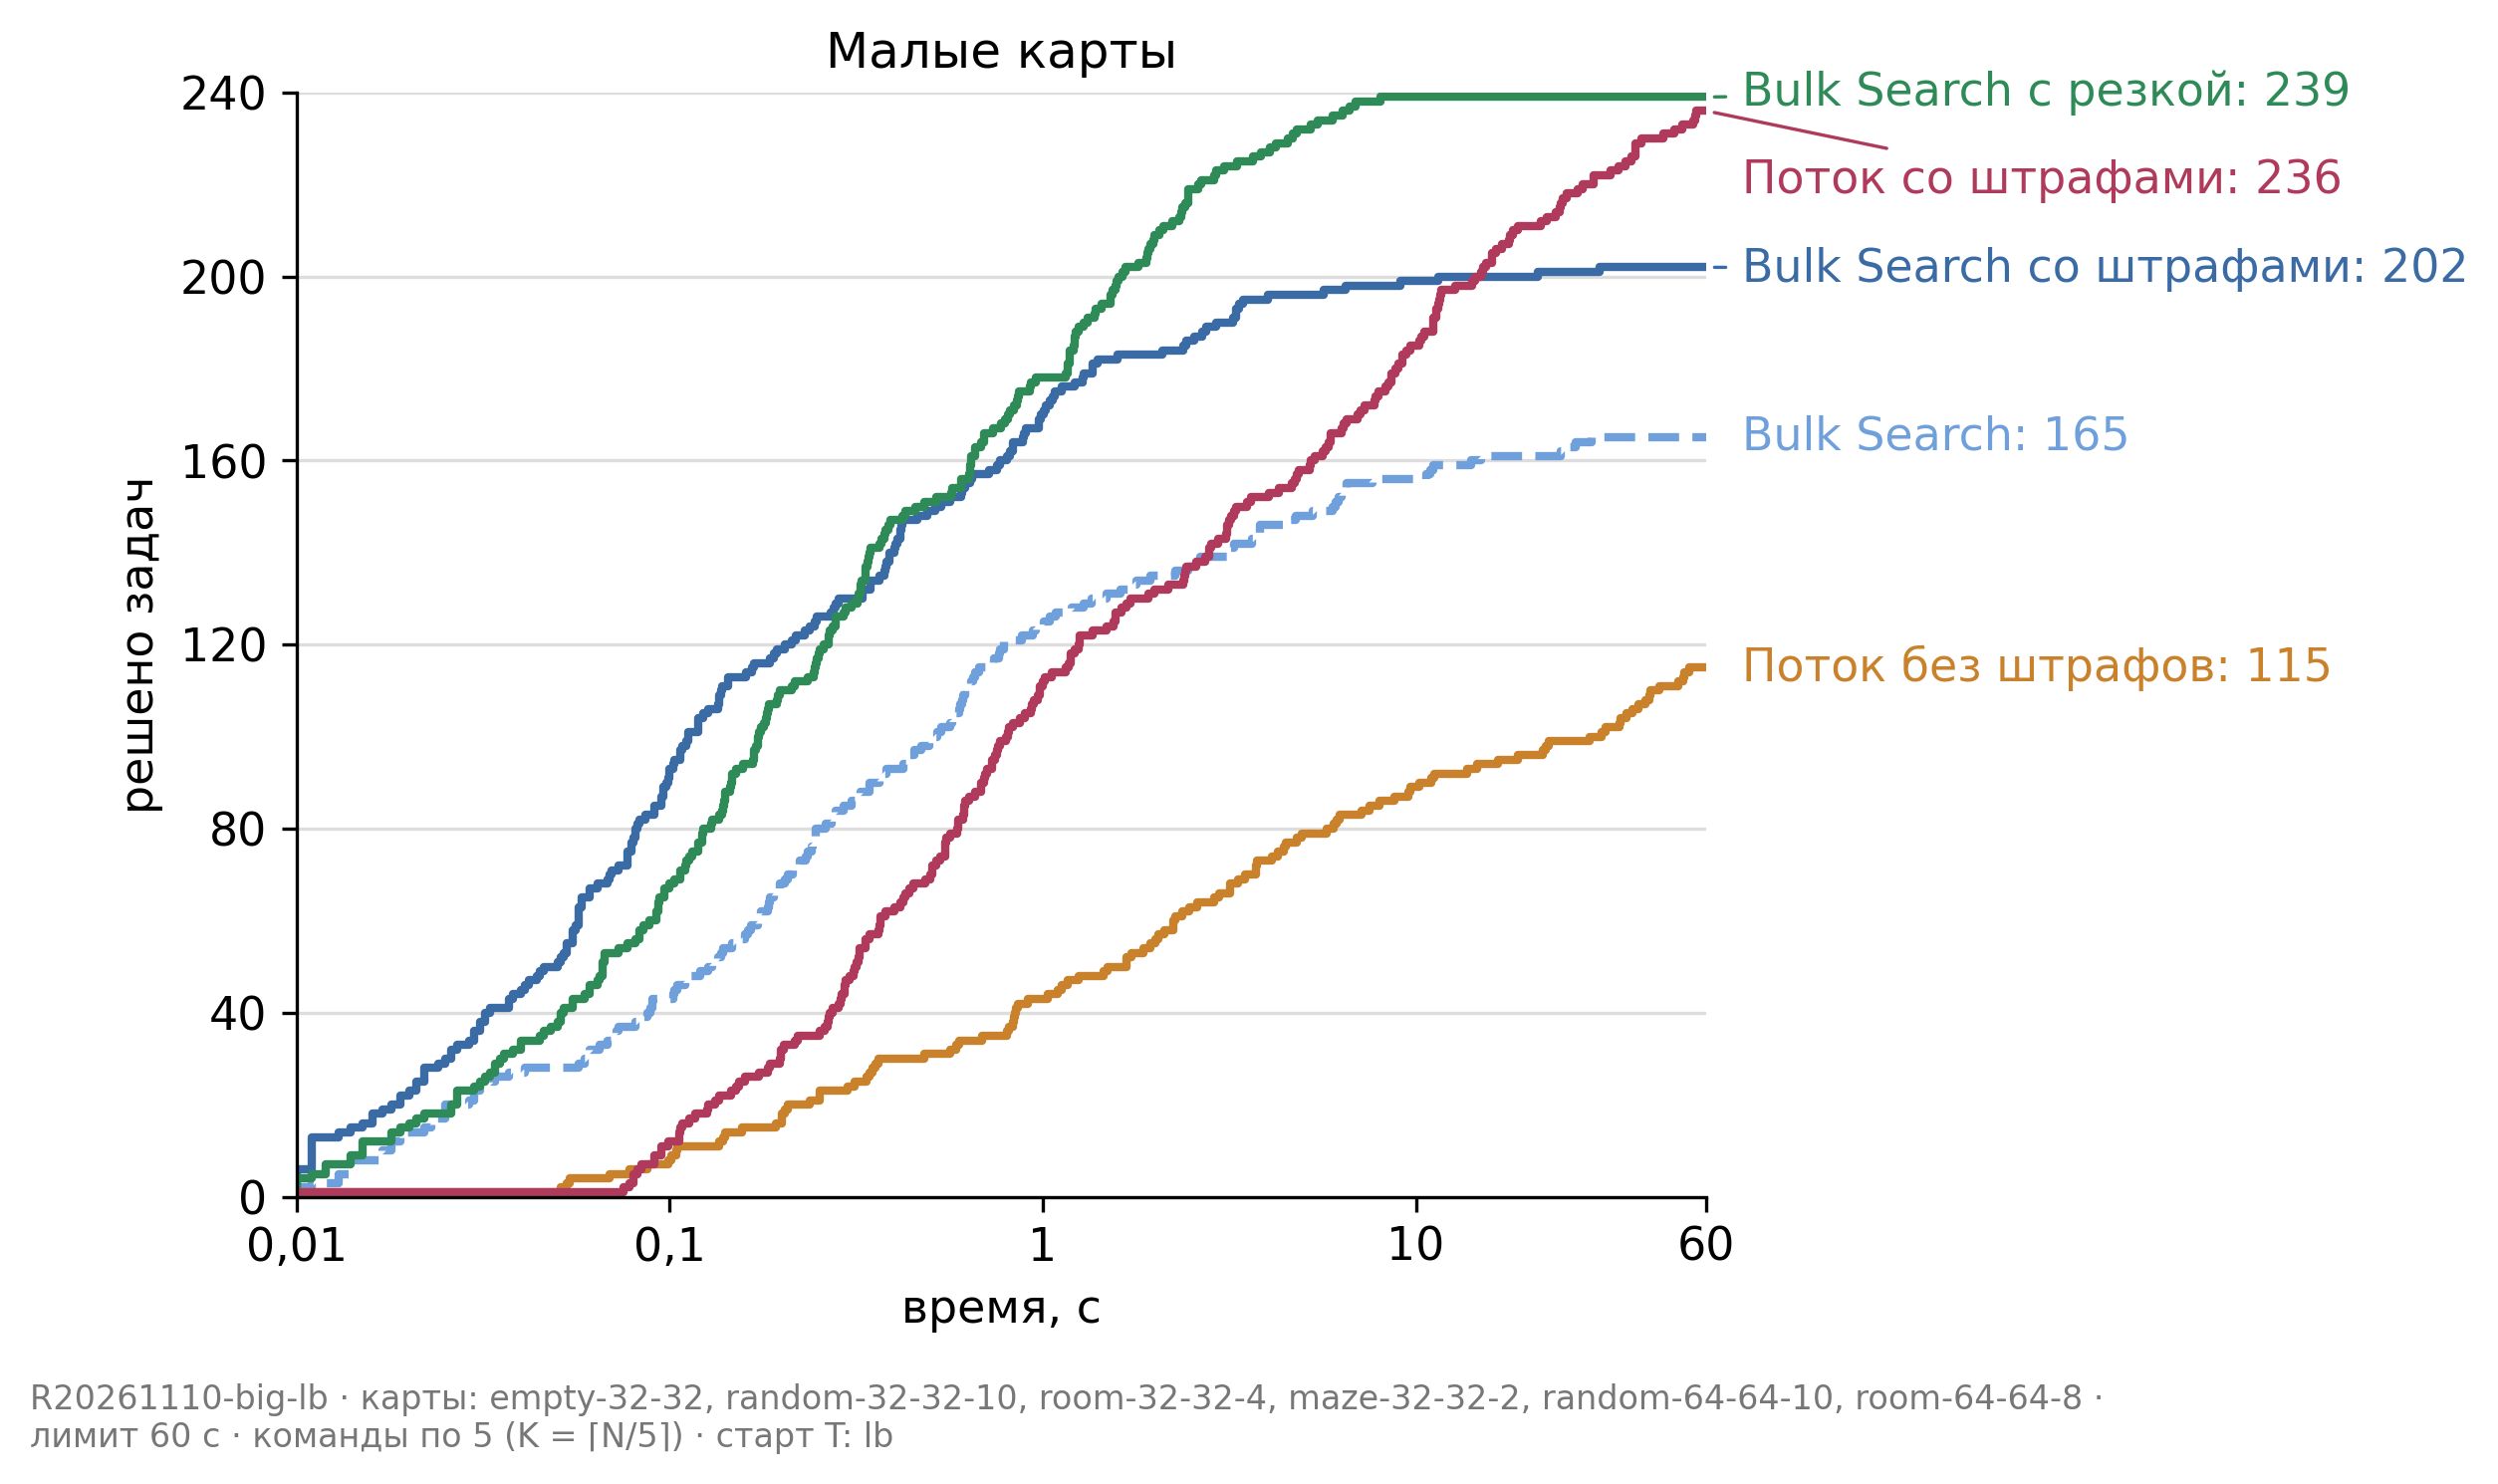 Малые карты
240
200
160
120
80
40
0
решено задач
0,01
0,1
1
10
60
время, с
Bulk Search с резкой: 239
Поток со штрафами: 236
Bulk Search со штрафами: 202
Bulk Search: 165
Поток без штрафов: 115
R20261110-big-lb · карты: empty-32-32, random-32-32-10, room-32-32-4, maze-32-32-2, random-64-64-10, room-64-64-8 ·
лимит 60 с · команды по 5 (K = ⌈N/5⌉) · старт T: lb